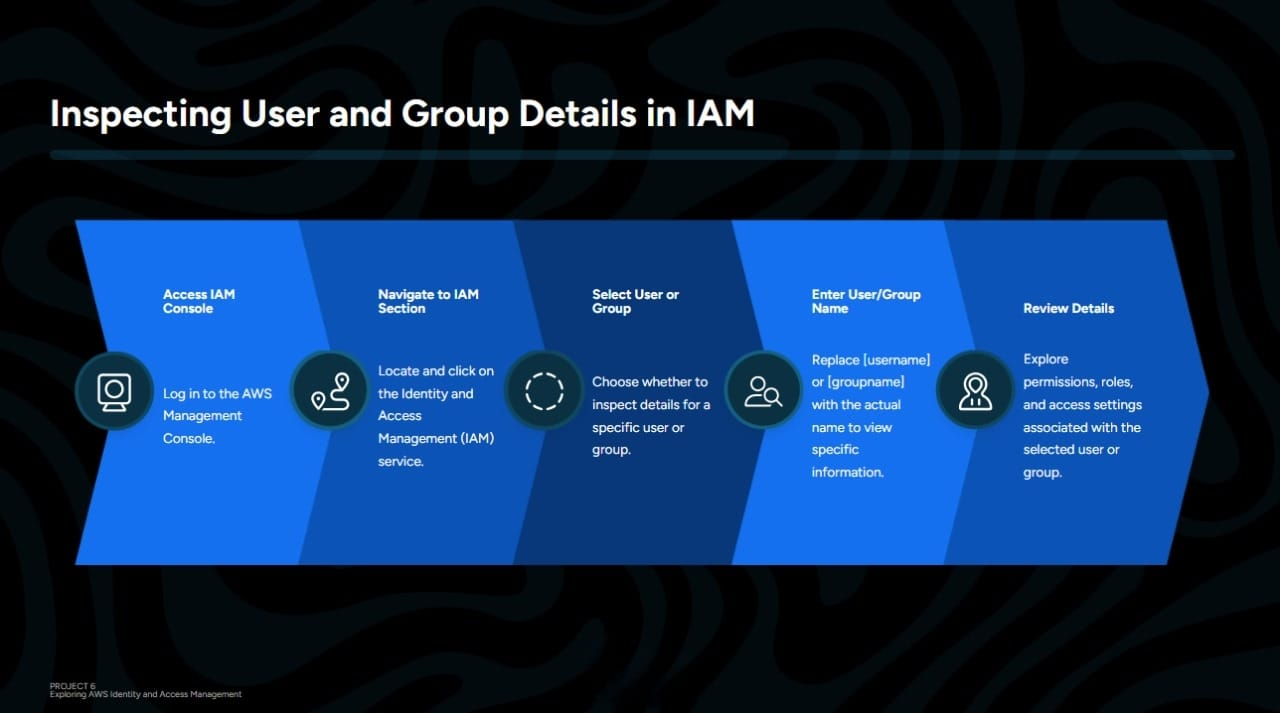 Inspecting User and Group Details in IAM
Access IAM
Console
Log in to the AWS
Management
Console.
Navigate to IAM
Section
Locate and click on
the Identity and
Access
Management (IAM)
service.
Select User or
Group
Choose whether to
inspect details for a
specific user or
group.
Enter User/Group
Name
Replace [username]
or [groupname]
with the actual
name to view
specific
information.
Review Details
Explore
permissions, roles,
and access settings
associated with the
selected user or
group.
PROJECT 6
Exploring AWS Identity and Access Management